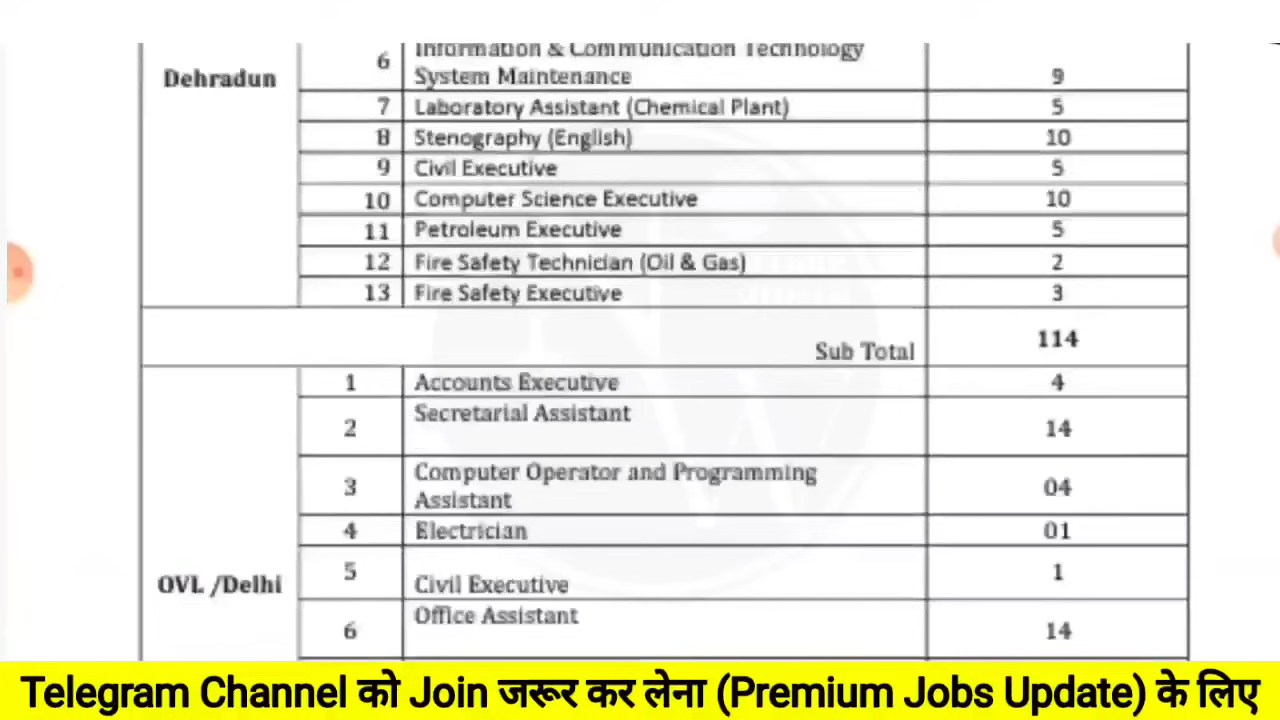 Information & Communication Technology
6
Dehradun
System Maintenance
9
7 Laboratory Assistant (Chemical Plant) 5
8 Stenography (English) 10
9 Civil Executive 5
10 Computer Science Executive 10
11 Petroleum Executive 5
12 Fire Safety Technician (Oil & Gas) 2
13 Fire Safety Executive 3
Sub Total 114
1 Accounts Executive 4
2 Secretarial Assistant 14
3 Computer Operator and Programming
Assistant 04
4 Electrician 01
OVL /Delhi
5 Civil Executive 1
6 Office Assistant 14
Telegram Channel को Join जरूर कर लेना (Premium Jobs Update) के लिए